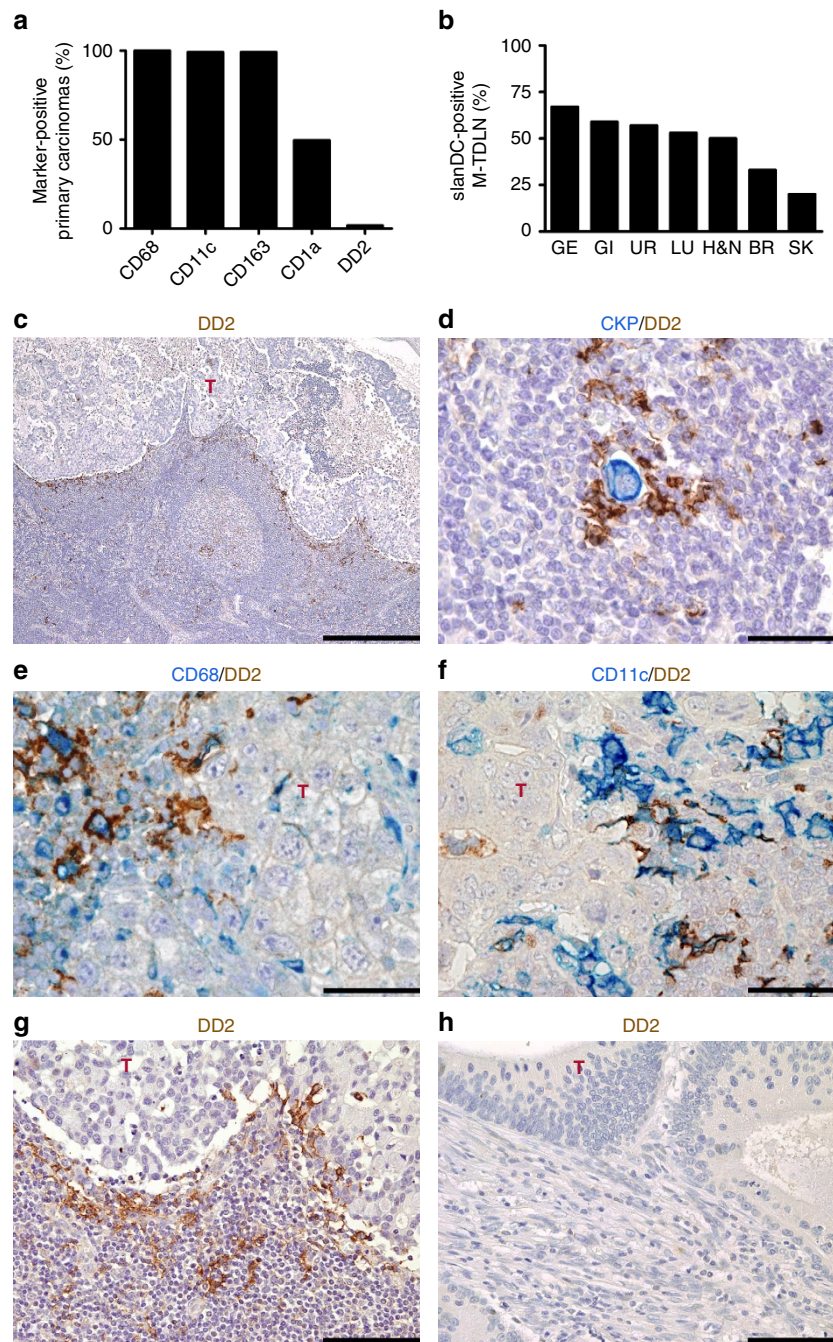 a
Marker-positive
primary carcinomas (%)
100
50
0
CD68
CD11c
CD163
CD1a
DD2
b
slanDC-positive
M-TDLN (%)
100
75
50
25
0
GE
GI
UR
LU
H&N
BR
SK
c
DD2
T
d
CKP/DD2
e
CD68/DD2
T
f
CD11c/DD2
T
g
DD2
T
h
DD2
T